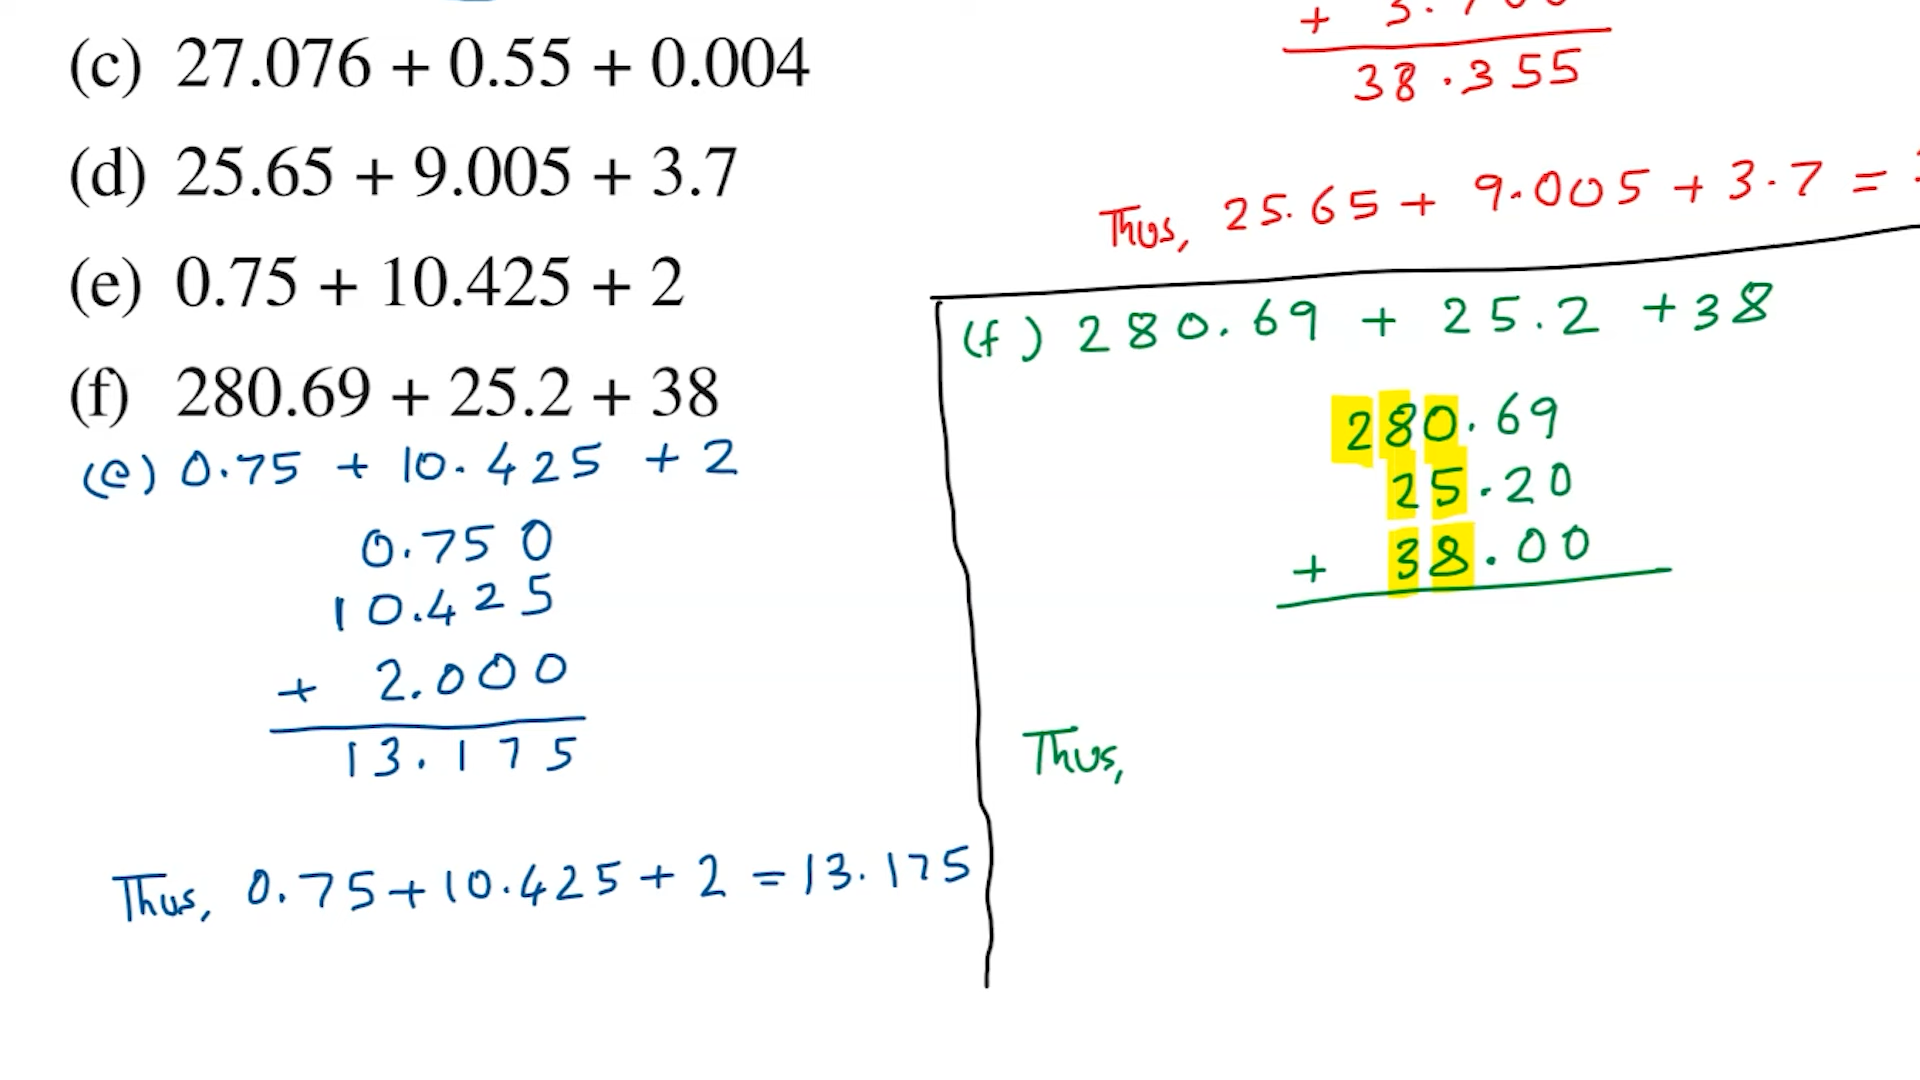 (c) 27.076 + 0.55 + 0.004
(d) 25.65 + 9.005 + 3.7
(e) 0.75 + 10.425 + 2
(f) 280.69 + 25.2 + 38
(e) 0.75 + 10.425 + 2
0.750
10.425
+ 2.000
13.175
Thus, 0.75+10.425+2 =13.175
38.355
Thus, 25.65+ 9.005+3.7 =
(f) 280.69 + 25.2 +38
280.69
25.20
+ 38.00
Thus,